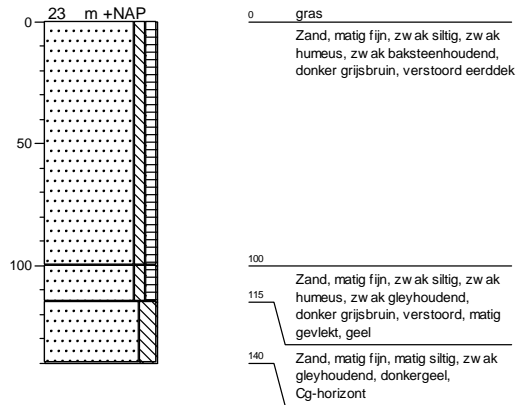 23 m +NAP
0
50
100
0 gras
Zand, matig fijn, zwak siltig, zwak
humeus, zwak baksteenhoudend,
donker grijsbruin, verstoord eerddek
100
Zand, matig fijn, zwak siltig, zwak
humeus, zwak gleyhoudend,
donker grijsbruin, verstoord, matig
gevlekt, geel
115
Zand, matig fijn, matig siltig, zwak
gleyhoudend, donkergeel,
Cg-horizont
140